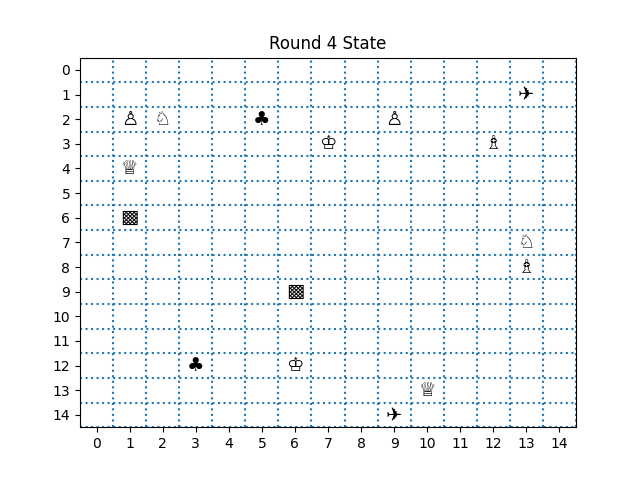 Round 4 State
0
1 ✈
2 ♙ ♘ ♣ ♙
3 ♔ ♗
4 ♕
5
6 ▩
7 ♘
8 ♗
9 ▩
10
11
12 ♣ ♔
13 ♕
14 ✈
0 1 2 3 4 5 6 7 8 9 10 11 12 13 14